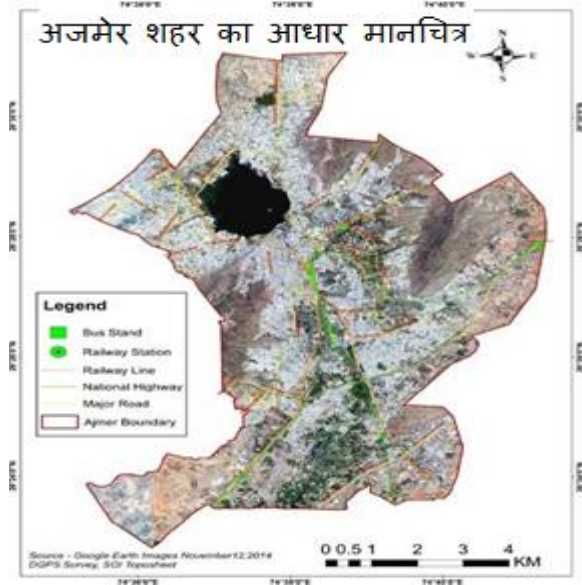 अजमेर शहर का आधार मानचित्र
N
W E
S
Legend
Bus Stand
Railway Station
Railway Line
National Highway
Major Road
Ajmer Boundary
Source - Google Earth Images November12,2014
DGPS Survey, SOI Toposheet
0 0.5 1 2 3 4
KM